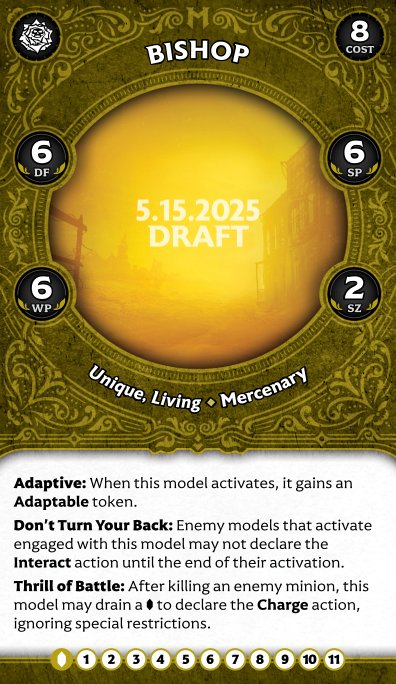 BISHOP
8
COST
6
DF
6
SP
5.15.2025
DRAFT
6
WP
2
SZ
Unique, Living ⬥ Mercenary
Adaptive: When this model activates, it gains an
Adaptable token.
Don't Turn Your Back: Enemy models that activate
engaged with this model may not declare the
Interact action until the end of their activation.
Thrill of Battle: After killing an enemy minion, this
model may drain a ⬧ to declare the Charge action,
ignoring special restrictions.
1 2 3 4 5 6 7 8 9 10 11